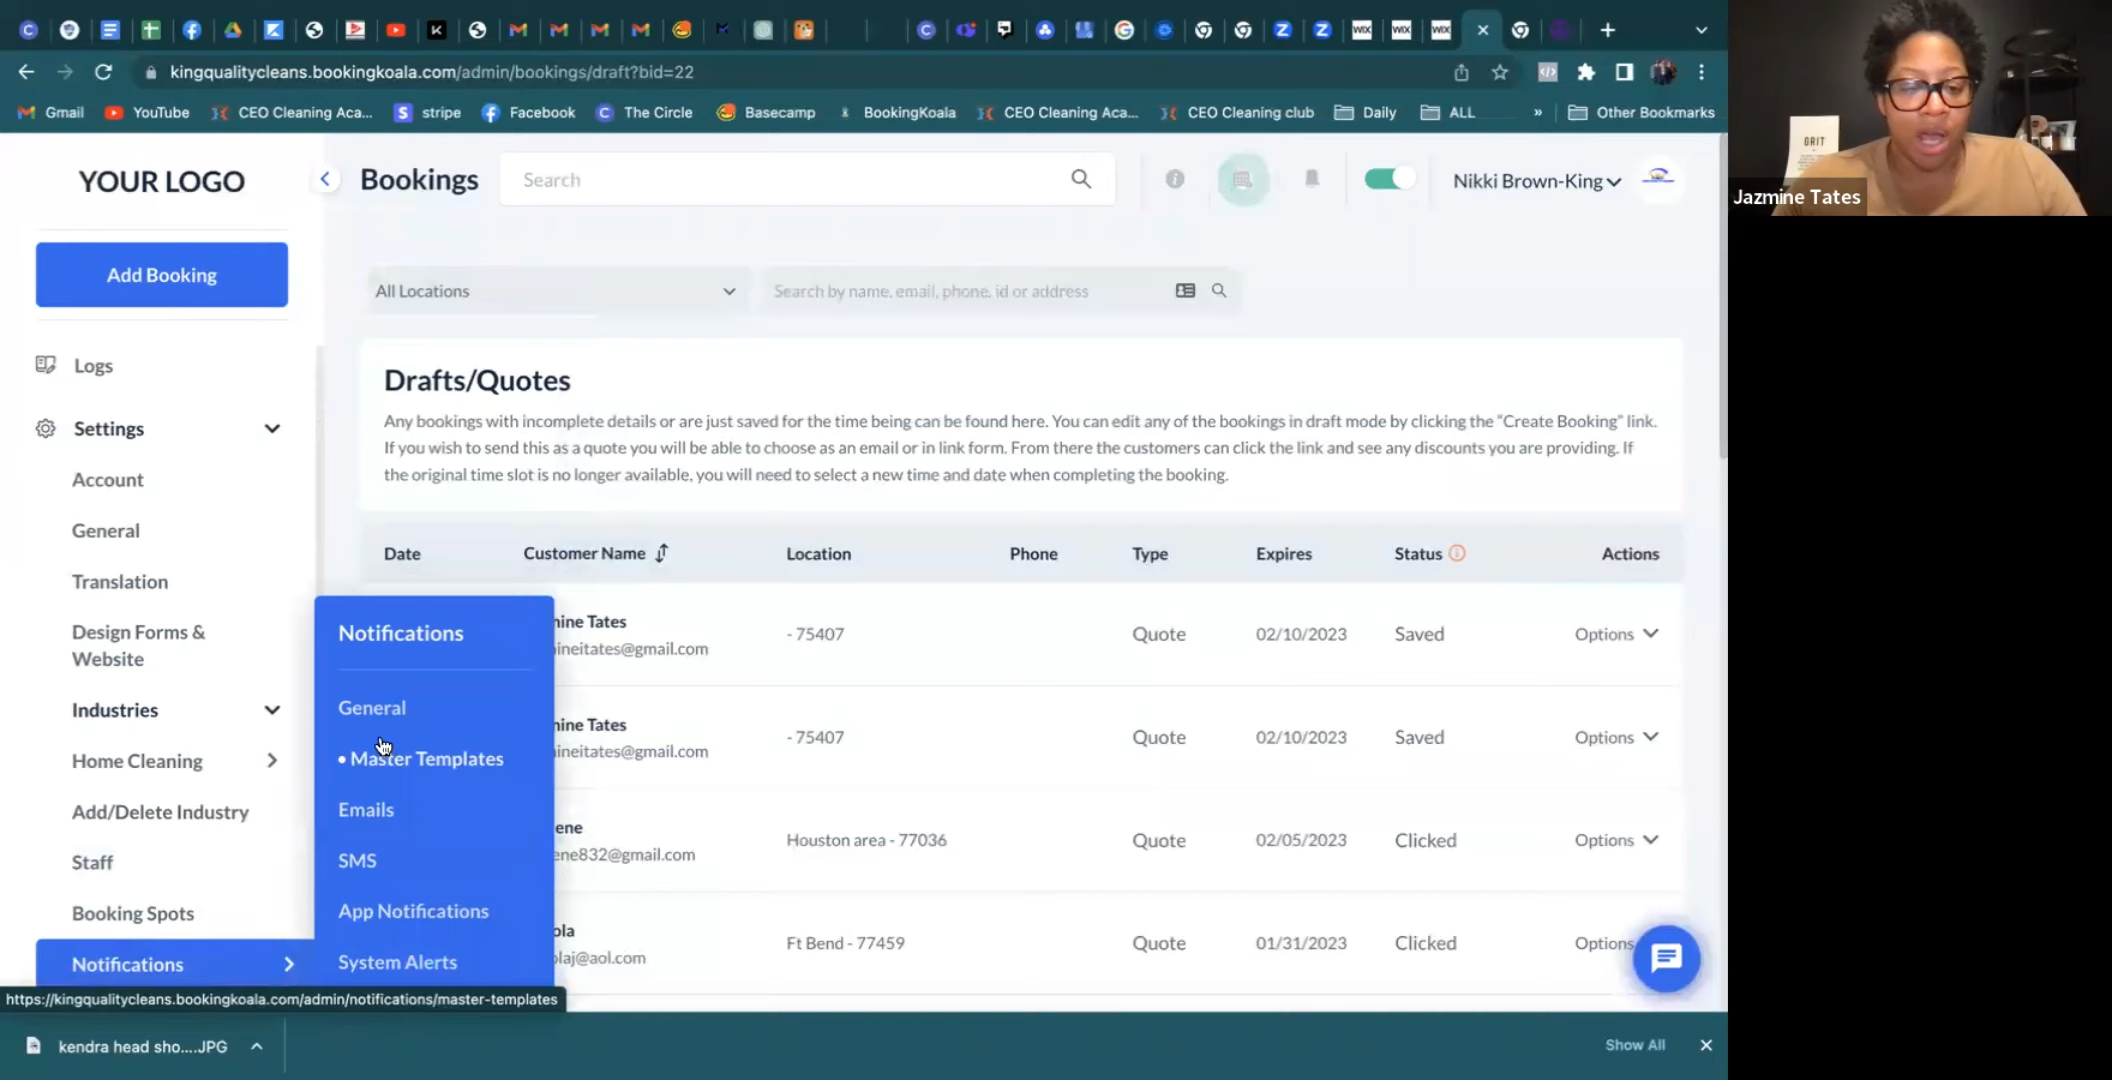 kingqualitycleans.bookingkoala.com/admin/bookings/draft?bid=22
Gmail
YouTube
CEO Cleaning Aca...
stripe
Facebook
The Circle
Basecamp
BookingKoala
CEO Cleaning Aca...
CEO Cleaning club
Daily
ALL
»
Other Bookmarks
WIX
WIX
WIX
YOUR LOGO
Bookings
Search
Nikki Brown-King
GRIT
Jazmine Tates
Add Booking
All Locations
Search by name, email, phone, id or address
Logs
Settings
Account
General
Translation
Design Forms &
Website
Industries
Home Cleaning
Add/Delete Industry
Staff
Booking Spots
Notifications
Notifications
General
• Master Templates
Emails
SMS
App Notifications
System Alerts
Drafts/Quotes
Any bookings with incomplete details or are just saved for the time being can be found here. You can edit any of the bookings in draft mode by clicking the "Create Booking" link.
If you wish to send this as a quote you will be able to choose as an email or in link form. From there the customers can click the link and see any discounts you are providing. If
the original time slot is no longer available, you will need to select a new time and date when completing the booking.
Date Customer Name Location Phone Type Expires Status Actions
nine Tates
ineitates@gmail.com
- 75407 Quote 02/10/2023 Saved Options
nine Tates
ineitates@gmail.com
- 75407 Quote 02/10/2023 Saved Options
ene
ene832@gmail.com
Houston area - 77036 Quote 02/05/2023 Clicked Options
ola
olaj@aol.com
Ft Bend - 77459 Quote 01/31/2023 Clicked Options
https://kingqualitycleans.bookingkoala.com/admin/notifications/master-templates
kendra head sho....JPG
Show All